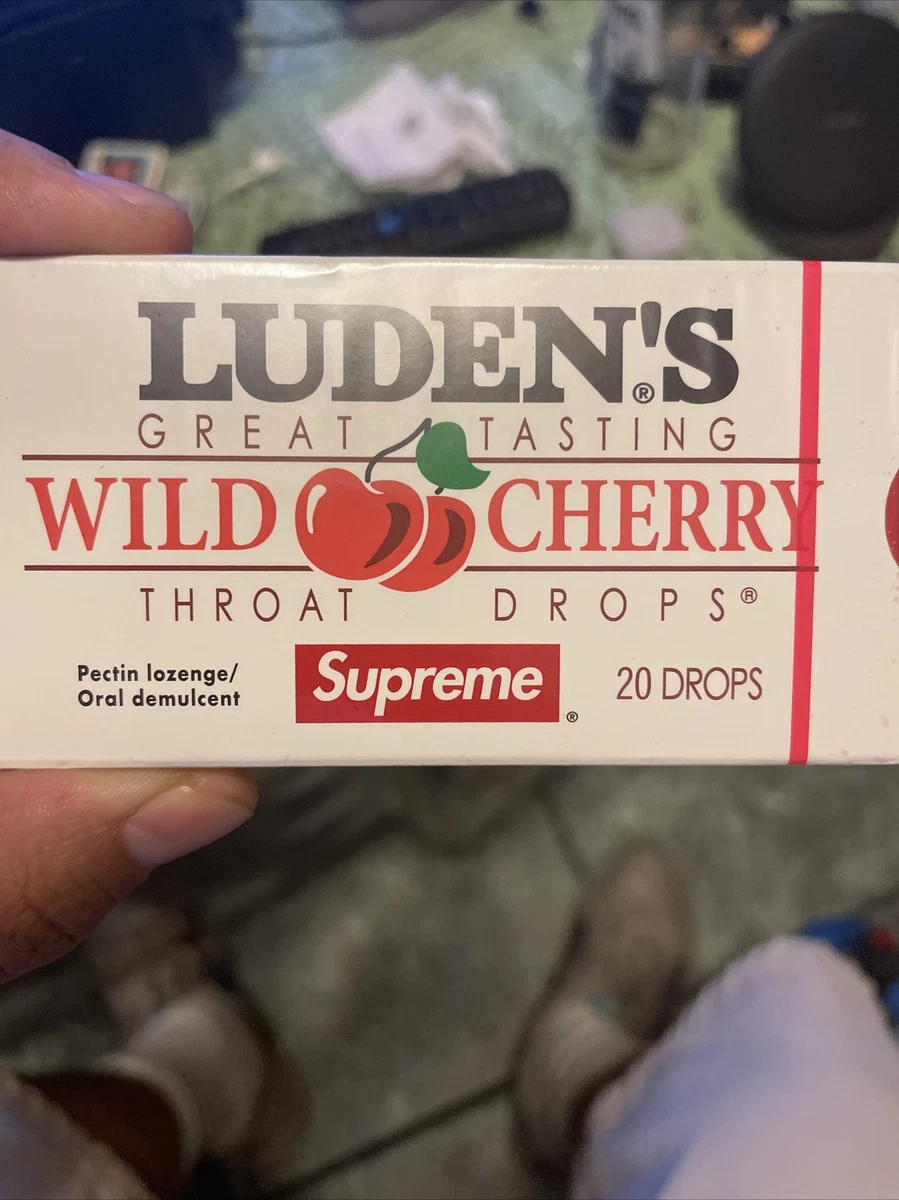 LUDEN'S®
GREAT TASTING
WILD CHERRY
THROAT DROPS®
Pectin lozenge/
Oral demulcent
Supreme®
20 DROPS